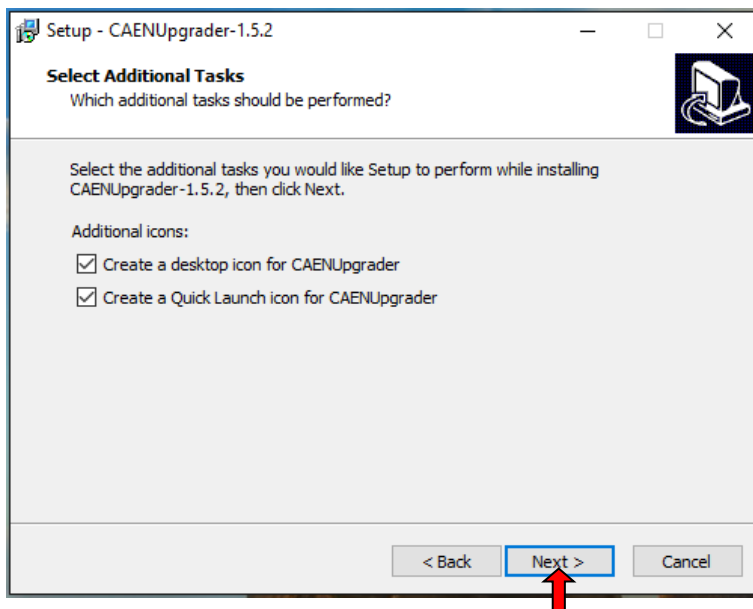 Setup - CAENUpgrader-1.5.2
Select Additional Tasks
Which additional tasks should be performed?
Select the additional tasks you would like Setup to perform while installing
CAENUpgrader-1.5.2, then click Next.
Additional icons:
Create a desktop icon for CAENUpgrader
Create a Quick Launch icon for CAENUpgrader
< Back Next > Cancel